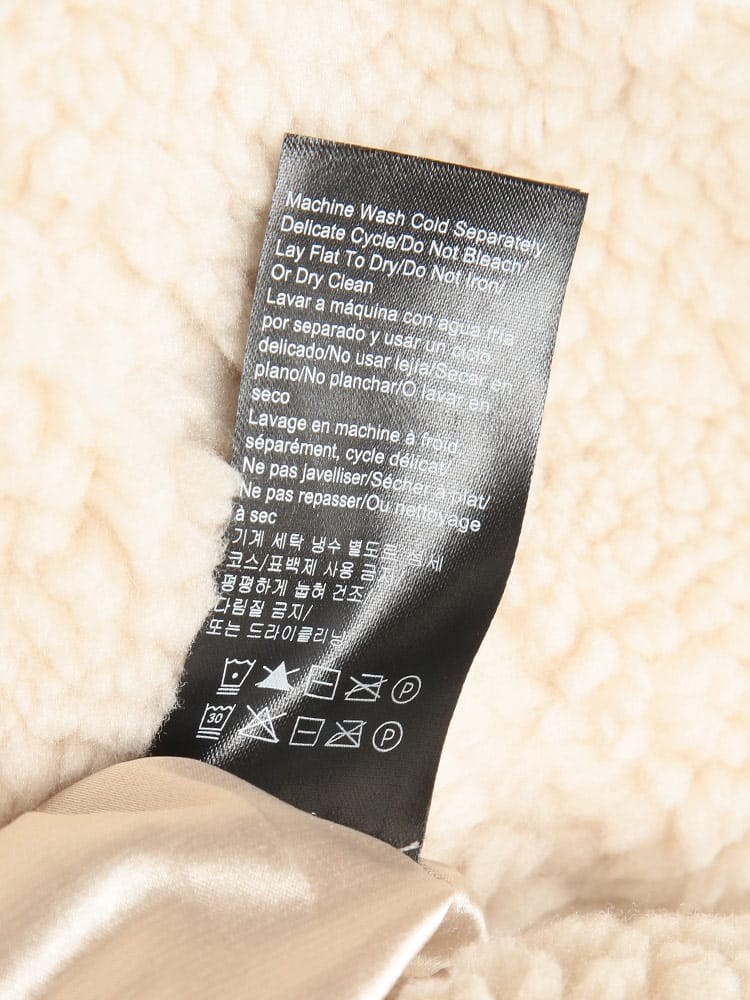 Machine Wash Cold Separately
Delicate Cycle/Do Not Bleach/
Lay Flat To Dry/Do Not Iron/
Or Dry Clean
Lavar a máquina con agua fría
por separado y usar un ciclo
delicado/No usar lejía/Secar en
plano/No planchar/O lavar en
seco
Lavage en machine à froid,
séparément, cycle délicat/
Ne pas javelliser/Sécher à plat/
Ne pas repasser/Ou nettoyage
à sec
기계 세탁 냉수 별도로 섬세
코스/표백제 사용 금지/
평평하게 눕혀 건조
다림질 금지/
또는 드라이클리닝
P
30 P